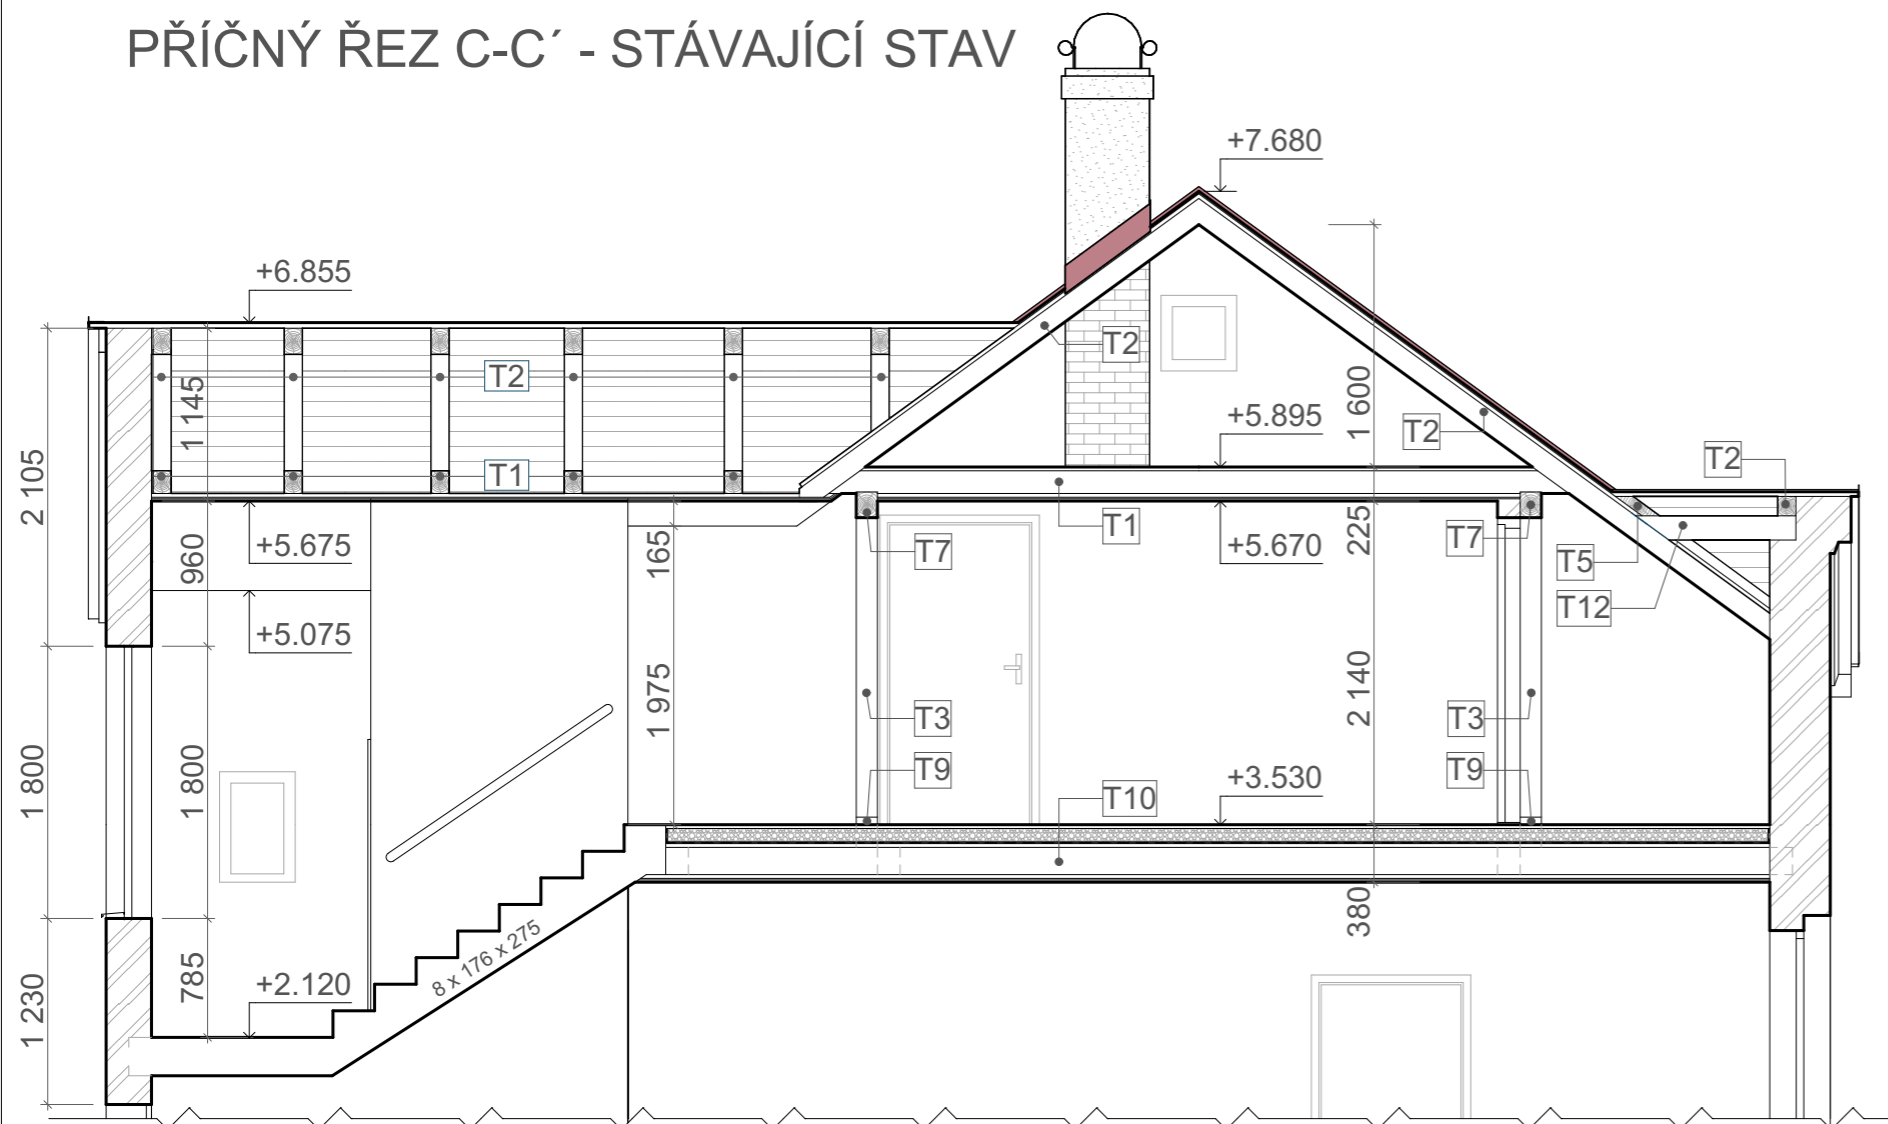 PŘÍČNÝ ŘEZ C-C´ - STÁVAJÍCÍ STAV
+7.680
+6.855
T2
T2
1 145
1 600
+5.895
T2
T2
2 105
T1
T1
+5.675
960
165
T7
+5.670
225
T7
T5
T12
+5.075
1 975
2 140
T3
T3
1 800
1 800
T9
T10
+3.530
T9
380
8 x 176 x 275
785
+2.120
1 230